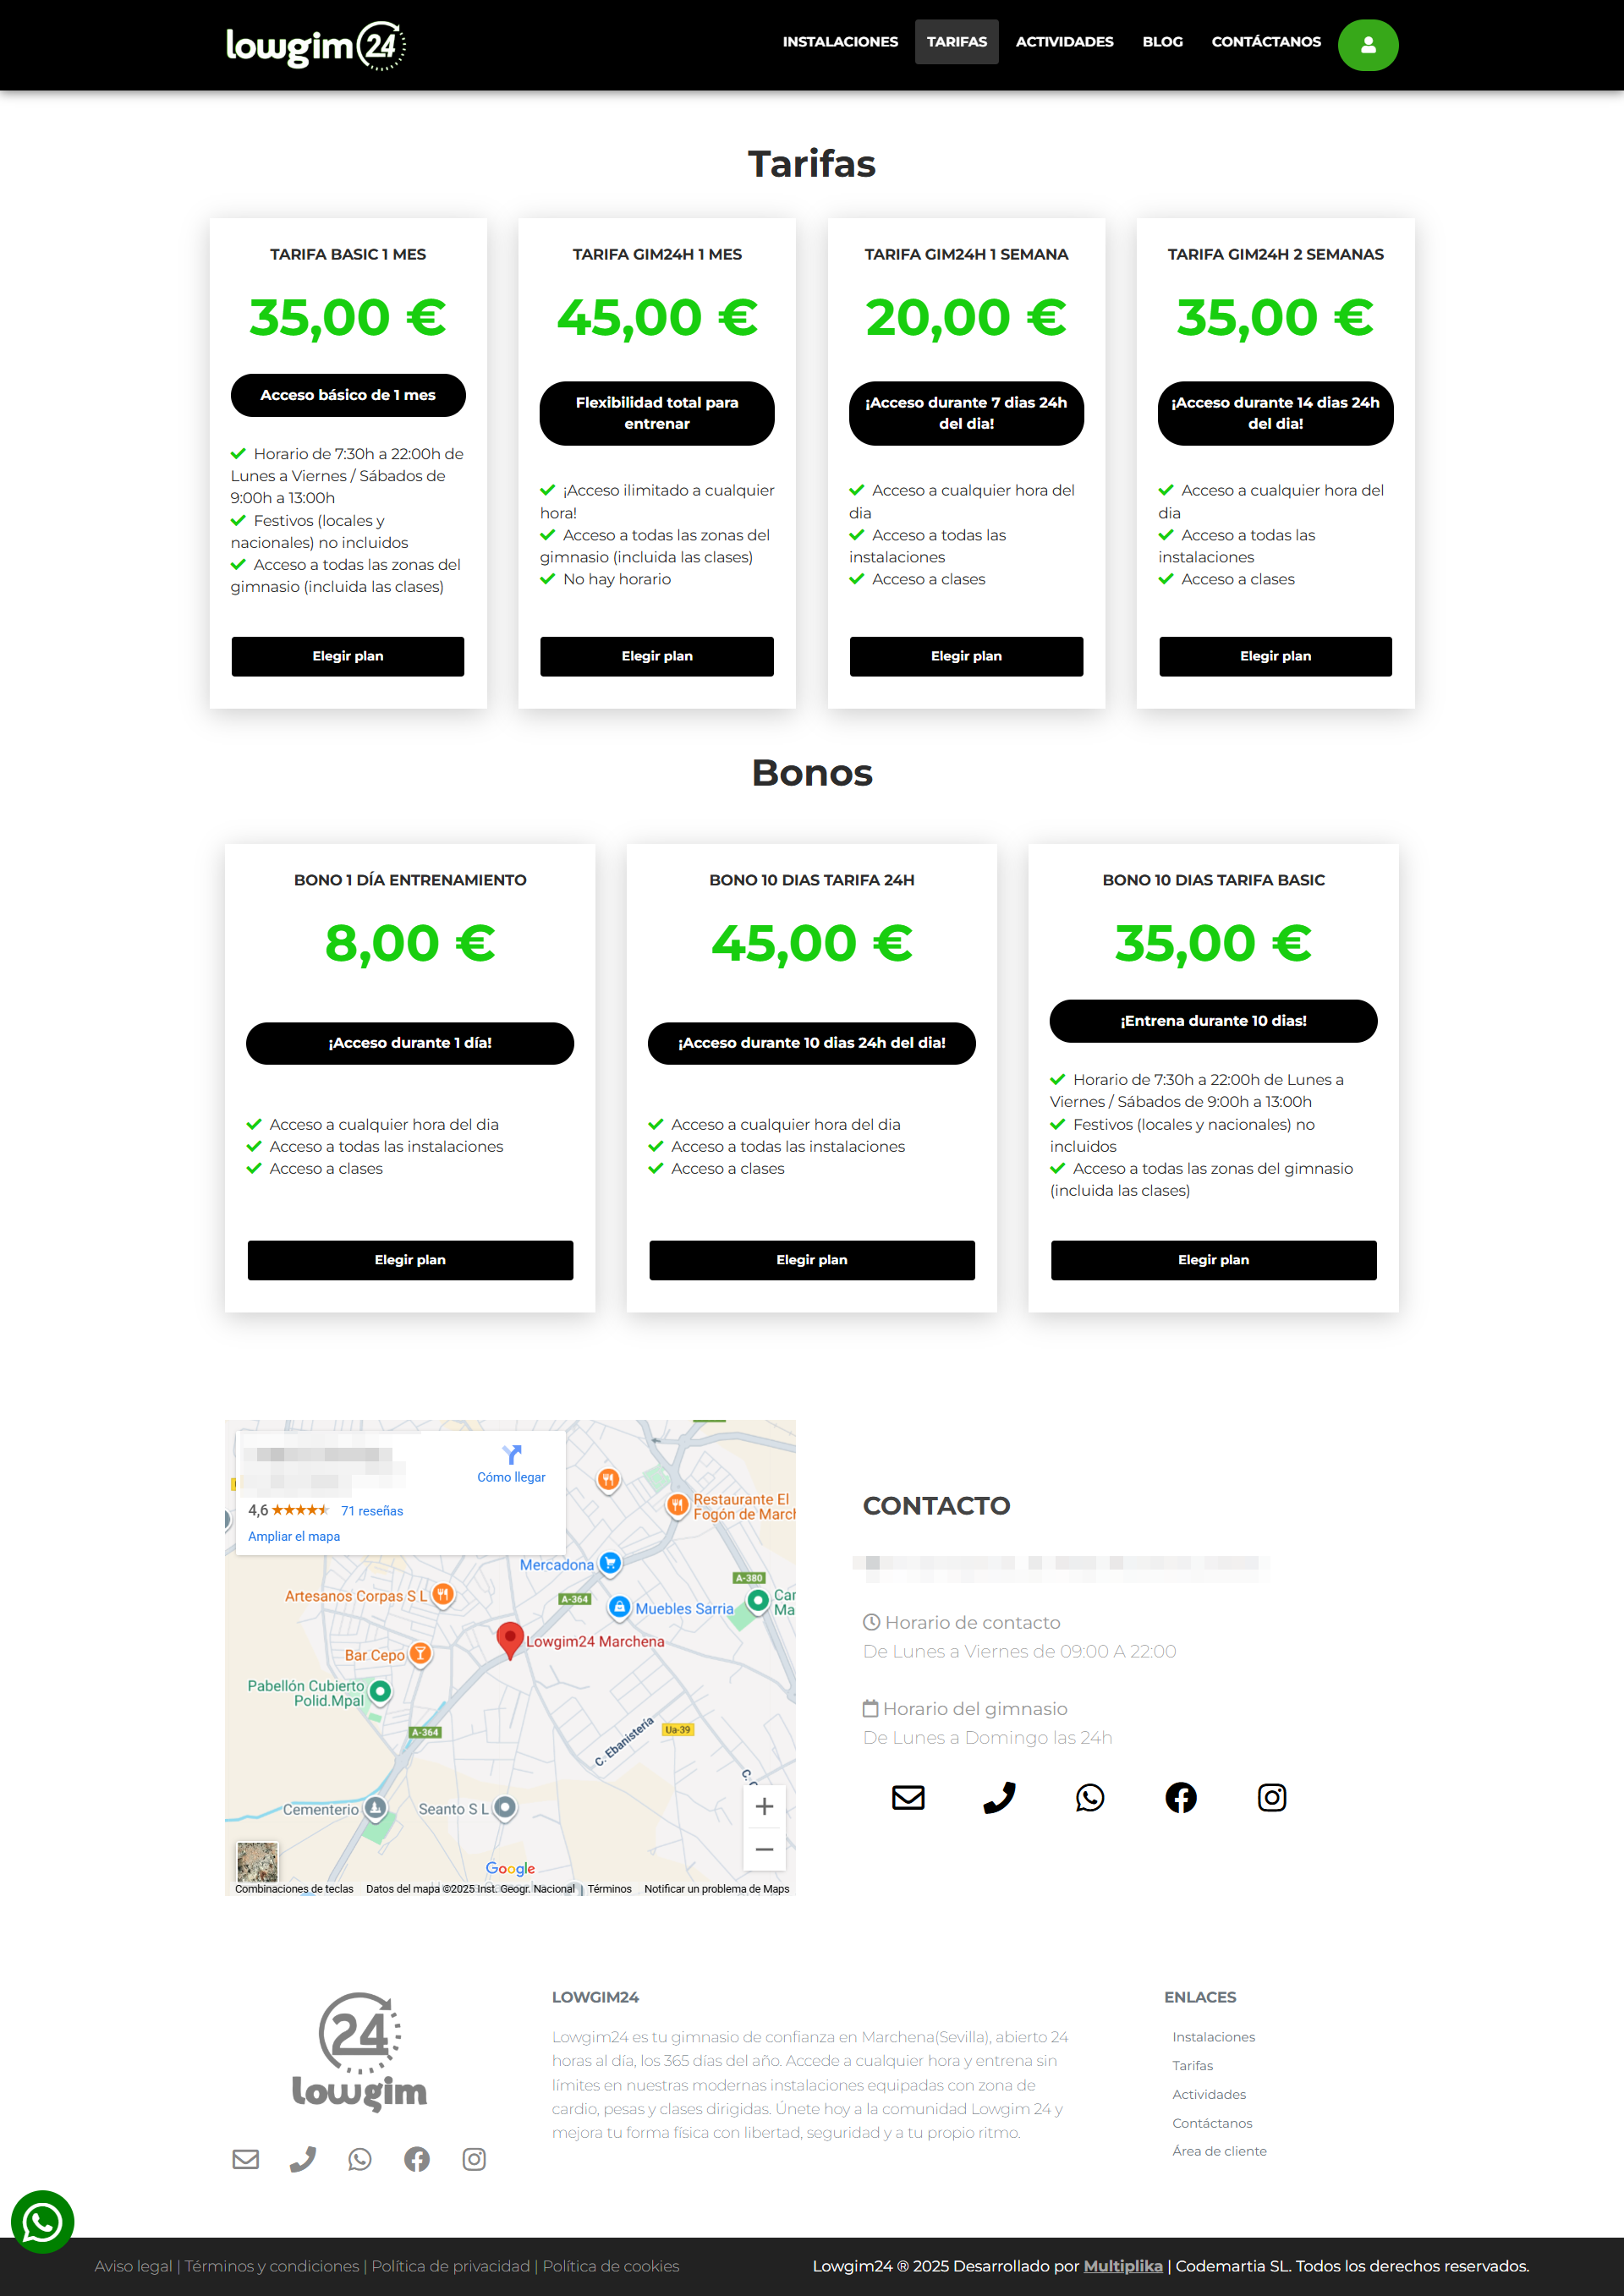 lowgim 24
INSTALACIONES TARIFAS ACTIVIDADES BLOG CONTÁCTANOS
Tarifas
TARIFA BASIC 1 MES
35,00 €
Acceso básico de 1 mes
Horario de 7:30h a 22:00h de
Lunes a Viernes / Sábados de
9:00h a 13:00h
Festivos (locales y
nacionales) no incluidos
Acceso a todas las zonas del
gimnasio (incluida las clases)
Elegir plan
TARIFA GIM24H 1 MES
45,00 €
Flexibilidad total para
entrenar
¡Acceso ilimitado a cualquier
hora!
Acceso a todas las zonas del
gimnasio (incluida las clases)
No hay horario
Elegir plan
TARIFA GIM24H 1 SEMANA
20,00 €
¡Acceso durante 7 dias 24h
del dia!
Acceso a cualquier hora del
dia
Acceso a todas las
instalaciones
Acceso a clases
Elegir plan
TARIFA GIM24H 2 SEMANAS
35,00 €
¡Acceso durante 14 dias 24h
del dia!
Acceso a cualquier hora del
dia
Acceso a todas las
instalaciones
Acceso a clases
Elegir plan
Bonos
BONO 1 DÍA ENTRENAMIENTO
8,00 €
¡Acceso durante 1 día!
Acceso a cualquier hora del dia
Acceso a todas las instalaciones
Acceso a clases
Elegir plan
BONO 10 DIAS TARIFA 24H
45,00 €
¡Acceso durante 10 dias 24h del dia!
Acceso a cualquier hora del dia
Acceso a todas las instalaciones
Acceso a clases
Elegir plan
BONO 10 DIAS TARIFA BASIC
35,00 €
¡Entrena durante 10 dias!
Horario de 7:30h a 22:00h de Lunes a
Viernes / Sábados de 9:00h a 13:00h
Festivos (locales y nacionales) no
incluidos
Acceso a todas las zonas del gimnasio
(incluida las clases)
Elegir plan
Cómo llegar
4,6 71 reseñas
Ampliar el mapa
Restaurante El
Fogón de March
Mercadona
A-380
Artesanos Corpas S L
A-364
Muebles Sarria
Car
Ma
Lowgim24 Marchena
Bar Cepo
Pabellón Cubierto
Polid.Mpal
A-364
C. Ebanistería
Ua-39
Cementerio
Seanto S L
Google
Combinaciones de teclas Datos del mapa ©2025 Inst. Geogr. Nacional Términos Notificar un problema de Maps
CONTACTO
Horario de contacto
De Lunes a Viernes de 09:00 A 22:00
Horario del gimnasio
De Lunes a Domingo las 24h
24
lowgim
LOWGIM24
Lowgim24 es tu gimnasio de confianza en Marchena(Sevilla), abierto 24
horas al día, los 365 días del año. Accede a cualquier hora y entrena sin
límites en nuestras modernas instalaciones equipadas con zona de
cardio, pesas y clases dirigidas. Únete hoy a la comunidad Lowgim 24 y
mejora tu forma física con libertad, seguridad y a tu propio ritmo.
ENLACES
Instalaciones
Tarifas
Actividades
Contáctanos
Área de cliente
Aviso legal | Términos y condiciones | Política de privacidad | Política de cookies
Lowgim24 ® 2025 Desarrollado por Multiplika | Codemartia SL. Todos los derechos reservados.